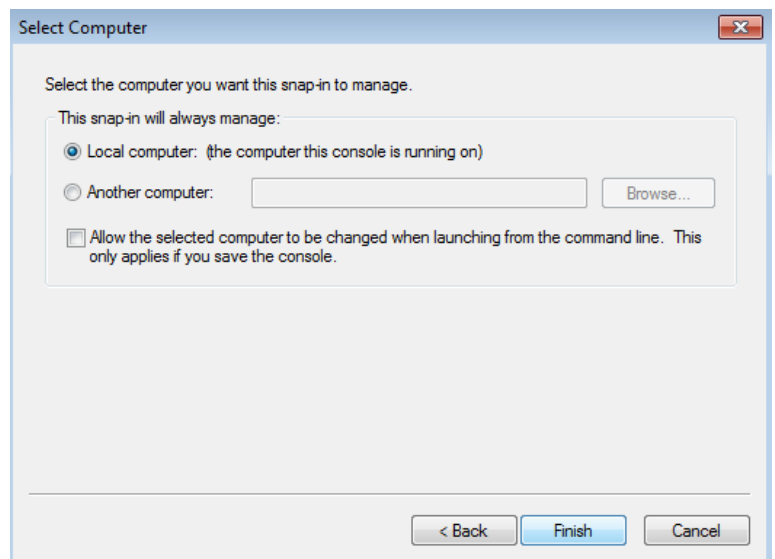 Select Computer
Select the computer you want this snap-in to manage.
This snap-in will always manage:
Local computer:  (the computer this console is running on)
Another computer:
Browse...
Allow the selected computer to be changed when launching from the command line.  This
only applies if you save the console.
< Back
Finish
Cancel